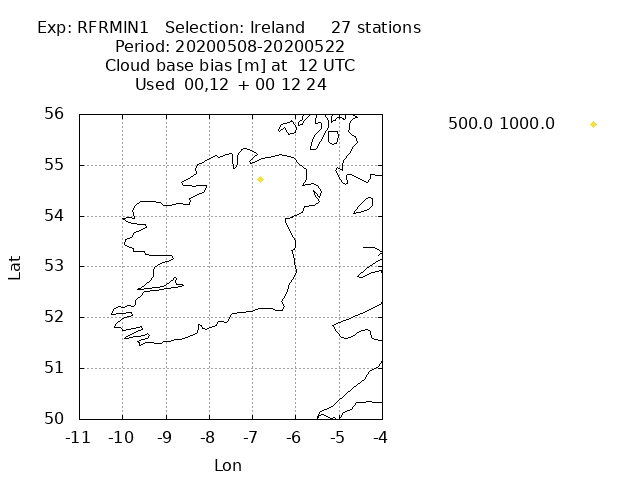 Exp: RFRMIN1 Selection: Ireland 27 stations
Period: 20200508-20200522
Cloud base bias [m] at 12 UTC
Used 00,12 + 00 12 24
500.0 1000.0
56
55
54
53
52
51
50
Lat
-11 -10 -9 -8 -7 -6 -5 -4
Lon